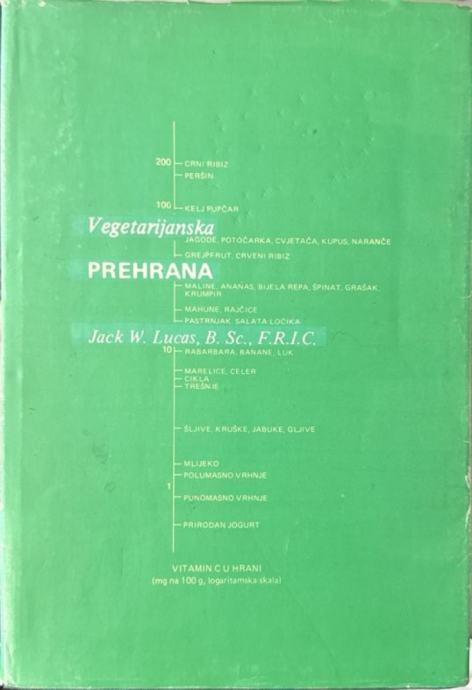 200 CRNI RIBIZ
PERŠIN
100 KELJ PUPČAR
Vegetarijanska
JAGODE, POTOČARKA, CVJETAČA, KUPUS, NARANČE
GREJPFRUT, CRVENI RIBIZ
PREHRANA
MALINE, ANANAS, BIJELA REPA, ŠPINAT, GRAŠAK,
KRUMPIR
MAHUNE, RAJČICE
PASTRNJAK, SALATA LOČIKA
Jack W. Lucas, B. Sc., F.R.I.C.
10 RABARBARA, BANANE, LUK
MARELICE, CELER
CIKLA
TREŠNJE
ŠLJIVE, KRUŠKE, JABUKE, GLJIVE
MLIJEKO
POLUMASNO VRHNJE
1
PUNOMASNO VRHNJE
PRIRODAN JOGURT
VITAMIN C U HRANI
(mg na 100 g, logaritamska skala)